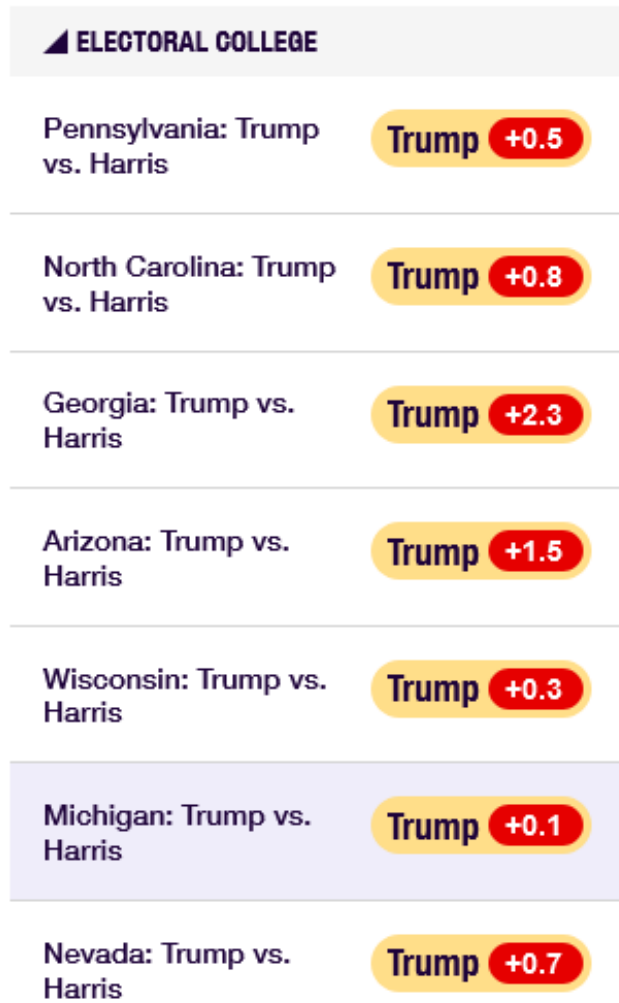 ELECTORAL COLLEGE
Pennsylvania: Trump
vs. Harris
Trump +0.5
North Carolina: Trump
vs. Harris
Trump +0.8
Georgia: Trump vs.
Harris
Trump +2.3
Arizona: Trump vs.
Harris
Trump +1.5
Wisconsin: Trump vs.
Harris
Trump +0.3
Michigan: Trump vs.
Harris
Trump +0.1
Nevada: Trump vs.
Harris
Trump +0.7